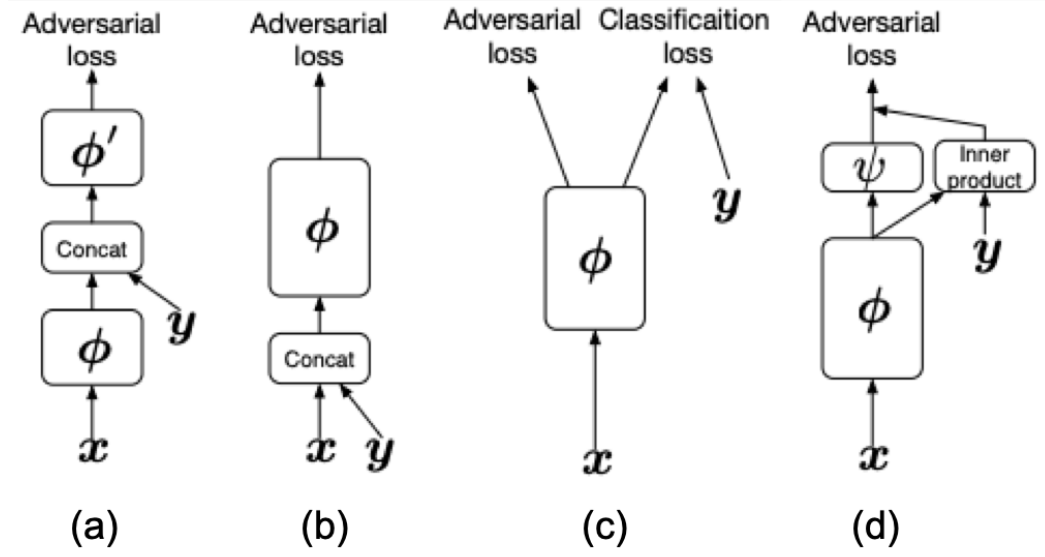 Adversarial
loss
ϕ′
Concat
y
ϕ
x
(a)
Adversarial
loss
ϕ
Concat
x y
(b)
Adversarial Classificaition
loss loss
y
ϕ
x
(c)
Adversarial
loss
ψ
Inner
product
y
ϕ
x
(d)